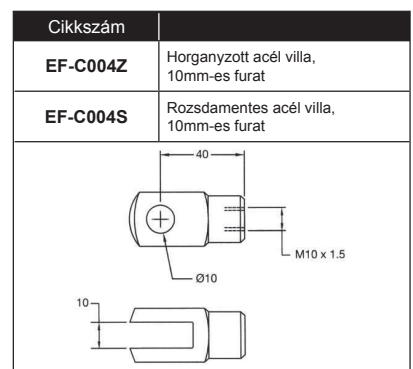 Cikkszám
EF-C004Z
Horganyzott acél villa,
10mm-es furat
EF-C004S
Rozsdamentes acél villa,
10mm-es furat
40
M10 x 1.5
Ø10
10